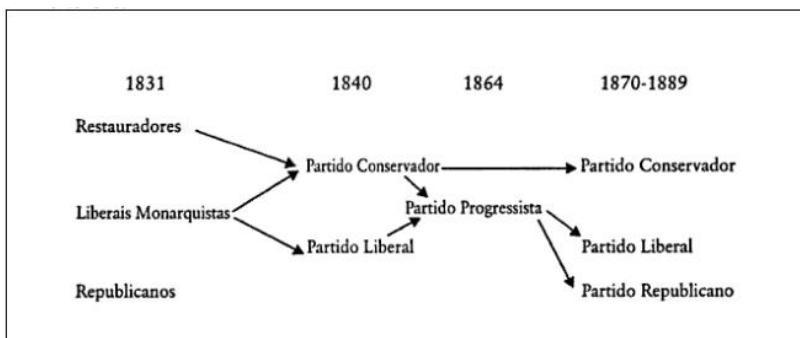 1831 1840 1864 1870-1889
Restauradores
Partido Conservador Partido Conservador
Liberais Monarquistas Partido Progressista
Partido Liberal Partido Liberal
Republicanos Partido Republicano